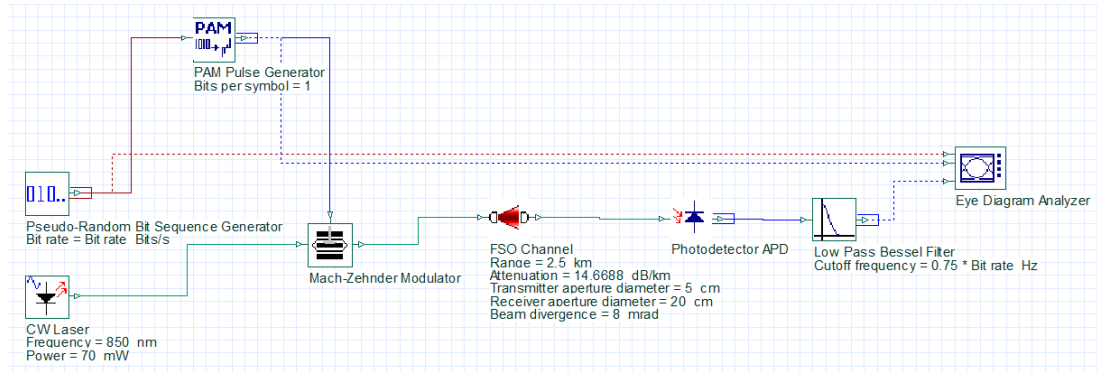 PAM
010
PAM Pulse Generator
Bits per symbol = 1
010..
Pseudo-Random Bit Sequence Generator
Bit rate = Bit rate Bits/s
Eye Diagram Analyzer
Mach-Zehnder Modulator
FSO Channel
Range = 2.5 km
Attenuation = 14.6688 dB/km
Transmitter aperture diameter = 5 cm
Receiver aperture diameter = 20 cm
Beam divergence = 8 mrad
Photodetector APD
Low Pass Bessel Filter
Cutoff frequency = 0.75 * Bit rate Hz
CW Laser
Frequency = 850 nm
Power = 70 mW